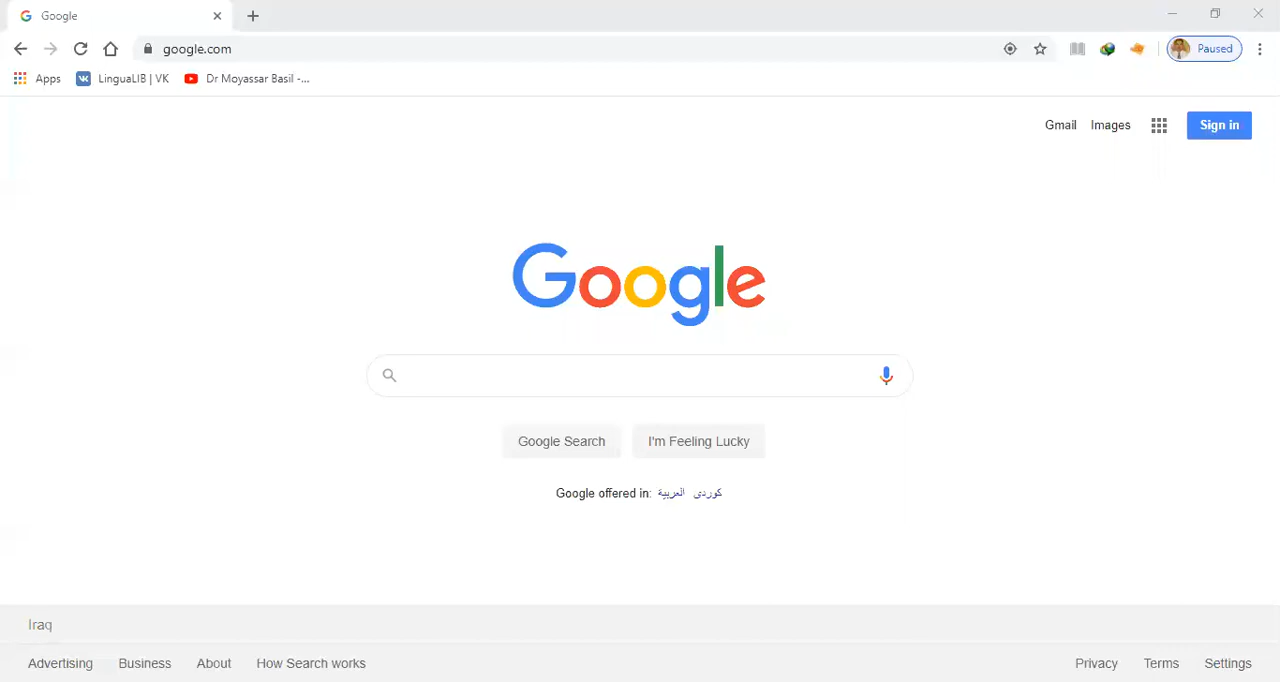 Google
google.com
Paused
Apps LinguaLIB | VK Dr Moyassar Basil -...
Gmail Images Sign in
Google
Google Search I'm Feeling Lucky
Google offered in: العربية كوردی
Iraq
Advertising Business About How Search works Privacy Terms Settings